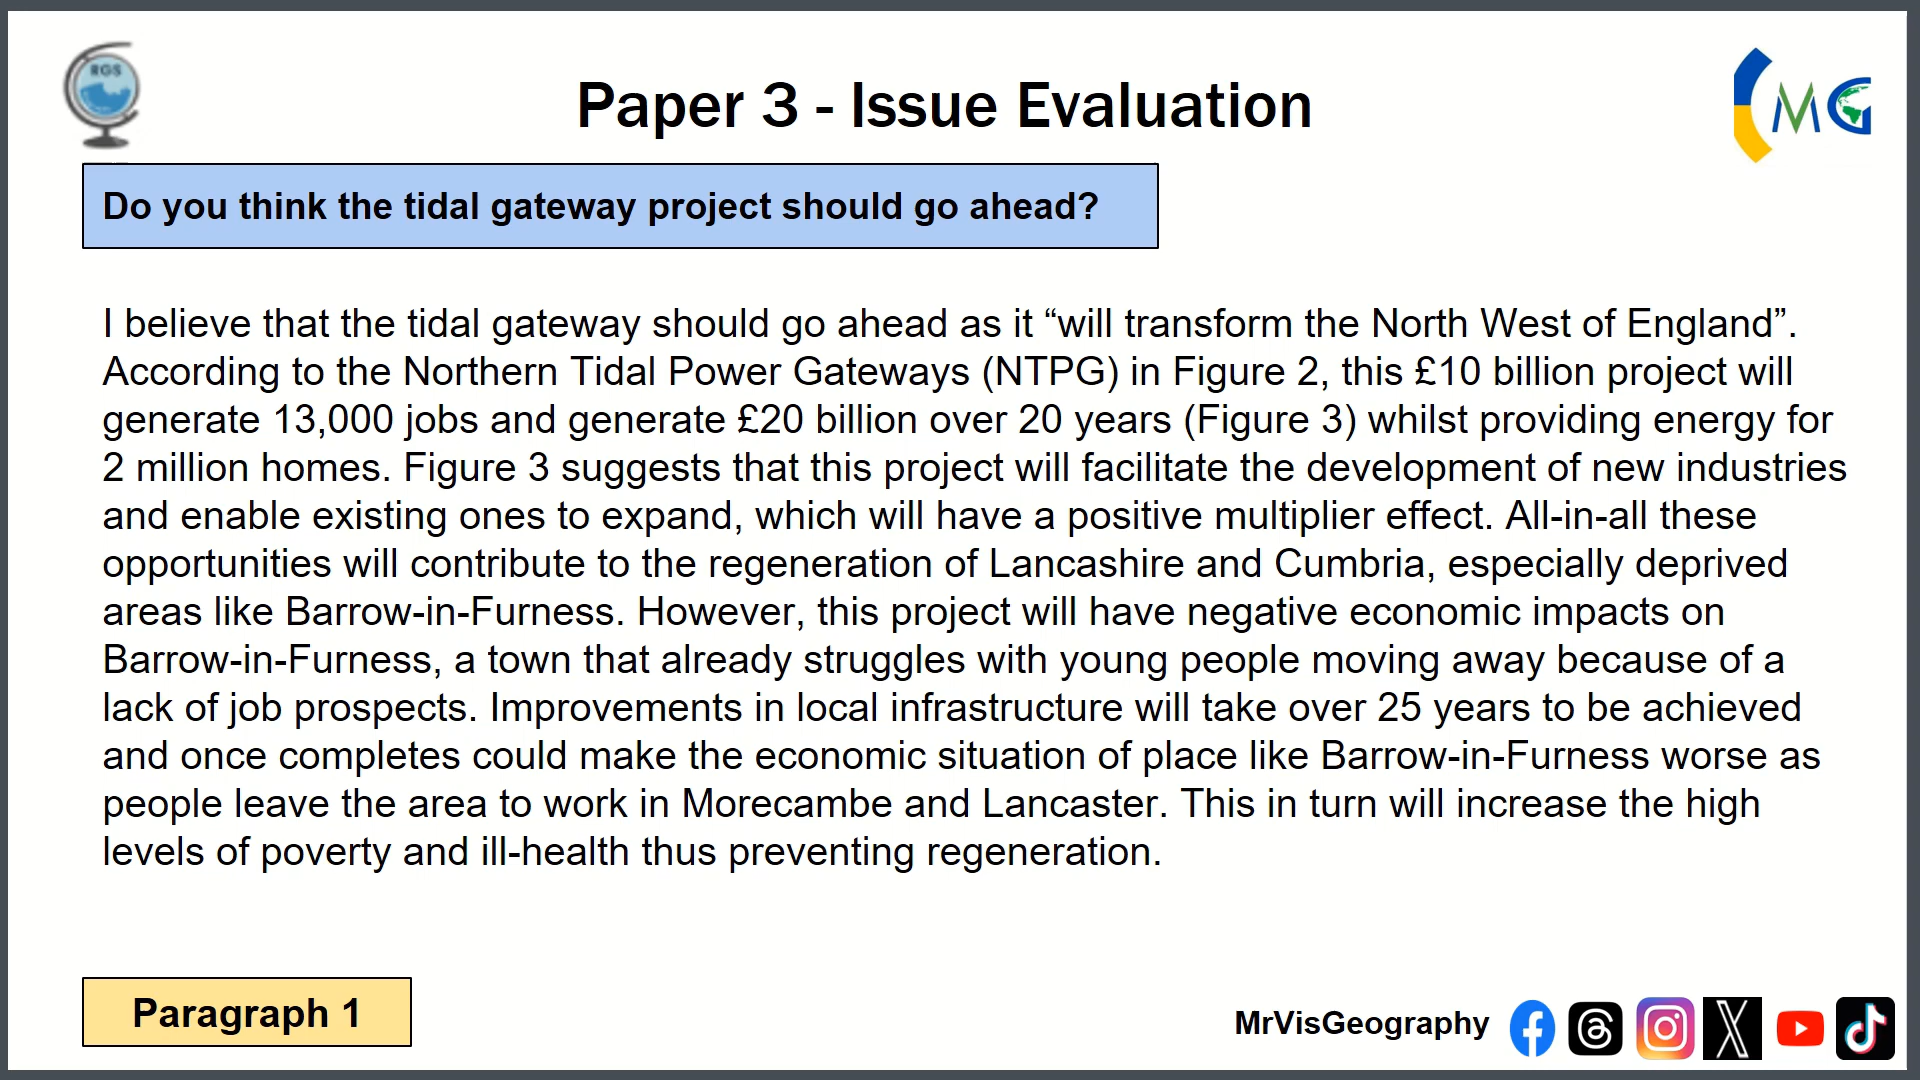 RGS
Paper 3 - Issue Evaluation
MG
Do you think the tidal gateway project should go ahead?
I believe that the tidal gateway should go ahead as it “will transform the North West of England”.
According to the Northern Tidal Power Gateways (NTPG) in Figure 2, this £10 billion project will
generate 13,000 jobs and generate £20 billion over 20 years (Figure 3) whilst providing energy for
2 million homes. Figure 3 suggests that this project will facilitate the development of new industries
and enable existing ones to expand, which will have a positive multiplier effect. All-in-all these
opportunities will contribute to the regeneration of Lancashire and Cumbria, especially deprived
areas like Barrow-in-Furness. However, this project will have negative economic impacts on
Barrow-in-Furness, a town that already struggles with young people moving away because of a
lack of job prospects. Improvements in local infrastructure will take over 25 years to be achieved
and once completes could make the economic situation of place like Barrow-in-Furness worse as
people leave the area to work in Morecambe and Lancaster. This in turn will increase the high
levels of poverty and ill-health thus preventing regeneration.
Paragraph 1
MrVisGeography